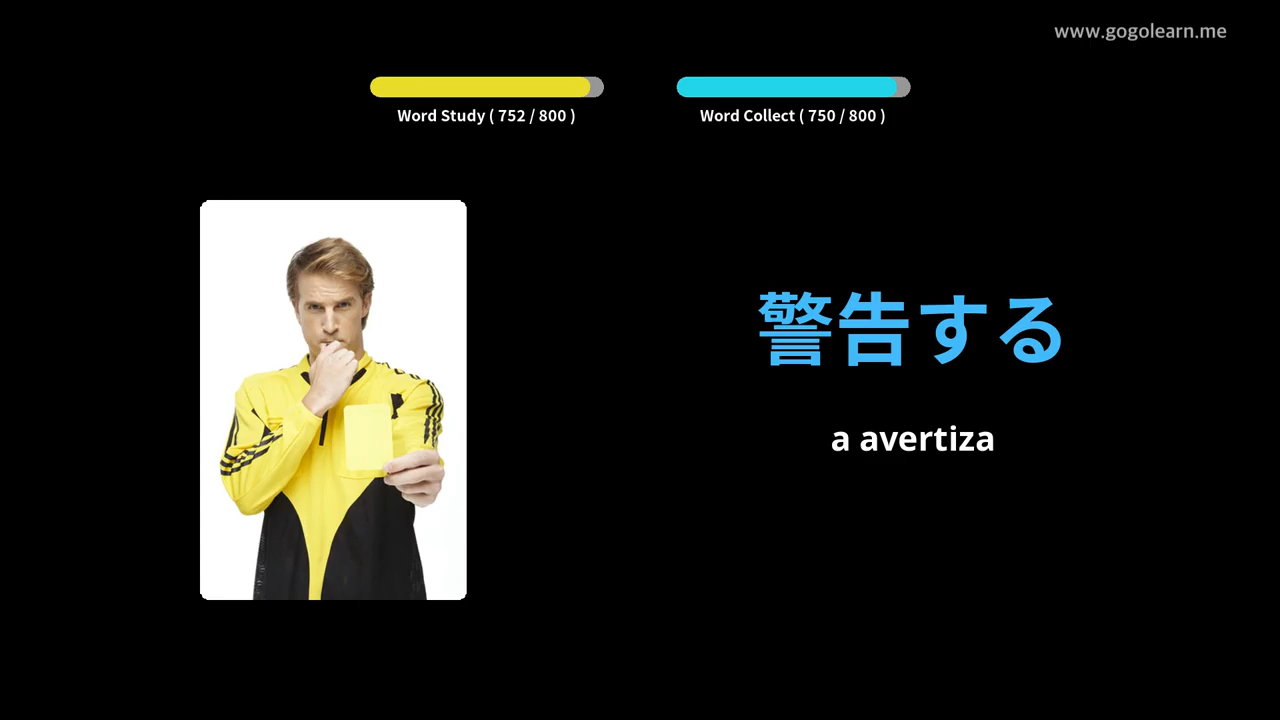 www.gogolearn.me
Word Study ( 752 / 800 )
Word Collect ( 750 / 800 )
警告する
a avertiza